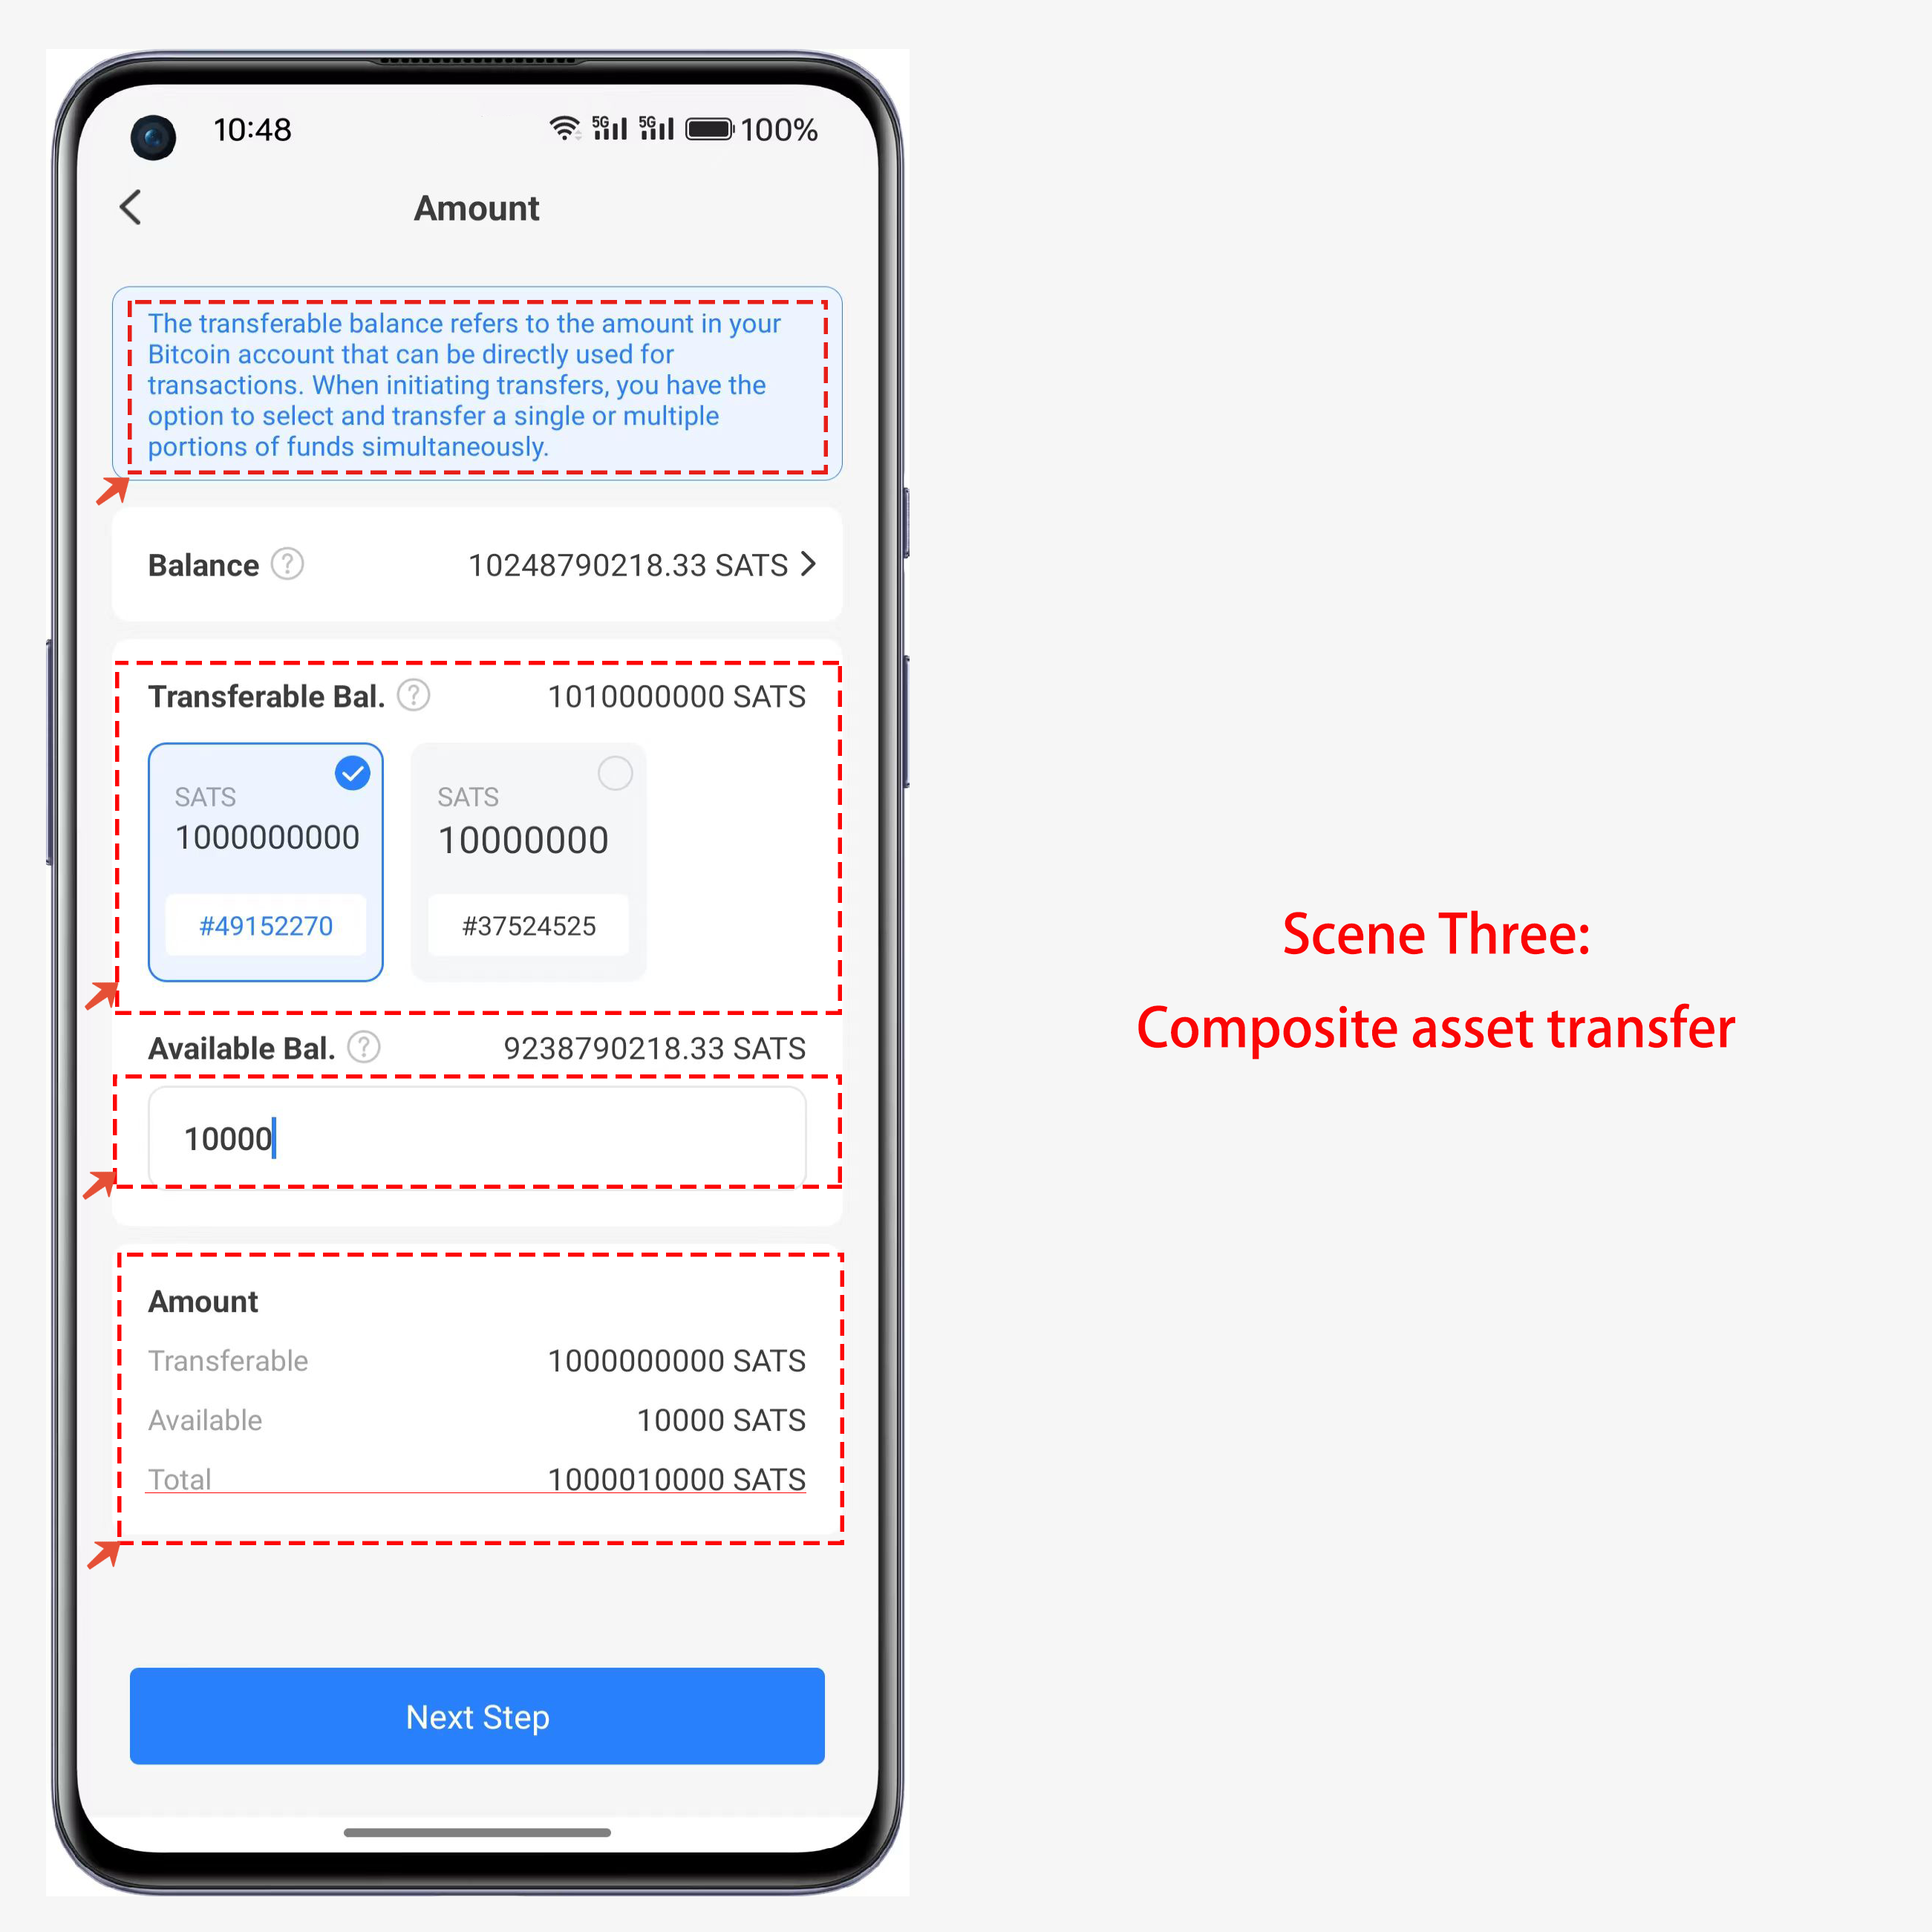 10:48
5G 5G 100%
Amount
The transferable balance refers to the amount in your
Bitcoin account that can be directly used for
transactions. When initiating transfers, you have the
option to select and transfer a single or multiple
portions of funds simultaneously.
Balance ? 10248790218.33 SATS
Transferable Bal. ? 1010000000 SATS
SATS
1000000000
#49152270
SATS
10000000
#37524525
Available Bal. ? 9238790218.33 SATS
10000
Amount
Transferable 1000000000 SATS
Available 10000 SATS
Total 1000010000 SATS
Next Step
Scene Three:
Composite asset transfer